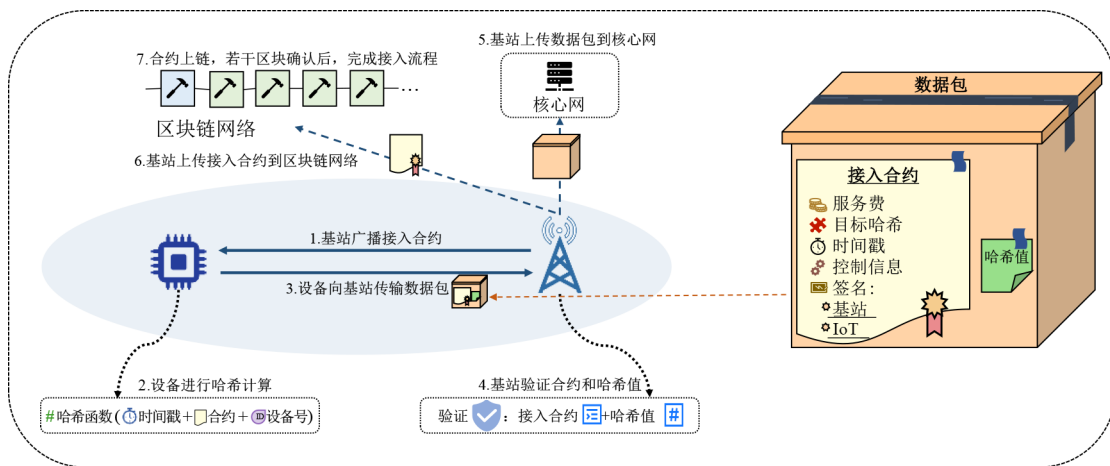 5.基站上传数据包到核心网
核心网
7.合约上链，若干区块确认后，完成接入流程
...
区块链网络
6.基站上传接入合约到区块链网络
1.基站广播接入合约
3.设备向基站传输数据包
2.设备进行哈希计算
#哈希函数(时间戳+合约+ID设备号)
4.基站验证合约和哈希值
验证：接入合约+哈希值#
数据包
接入合约
服务费
目标哈希
时间戳
控制信息
签名：
基站
IoT
哈希值